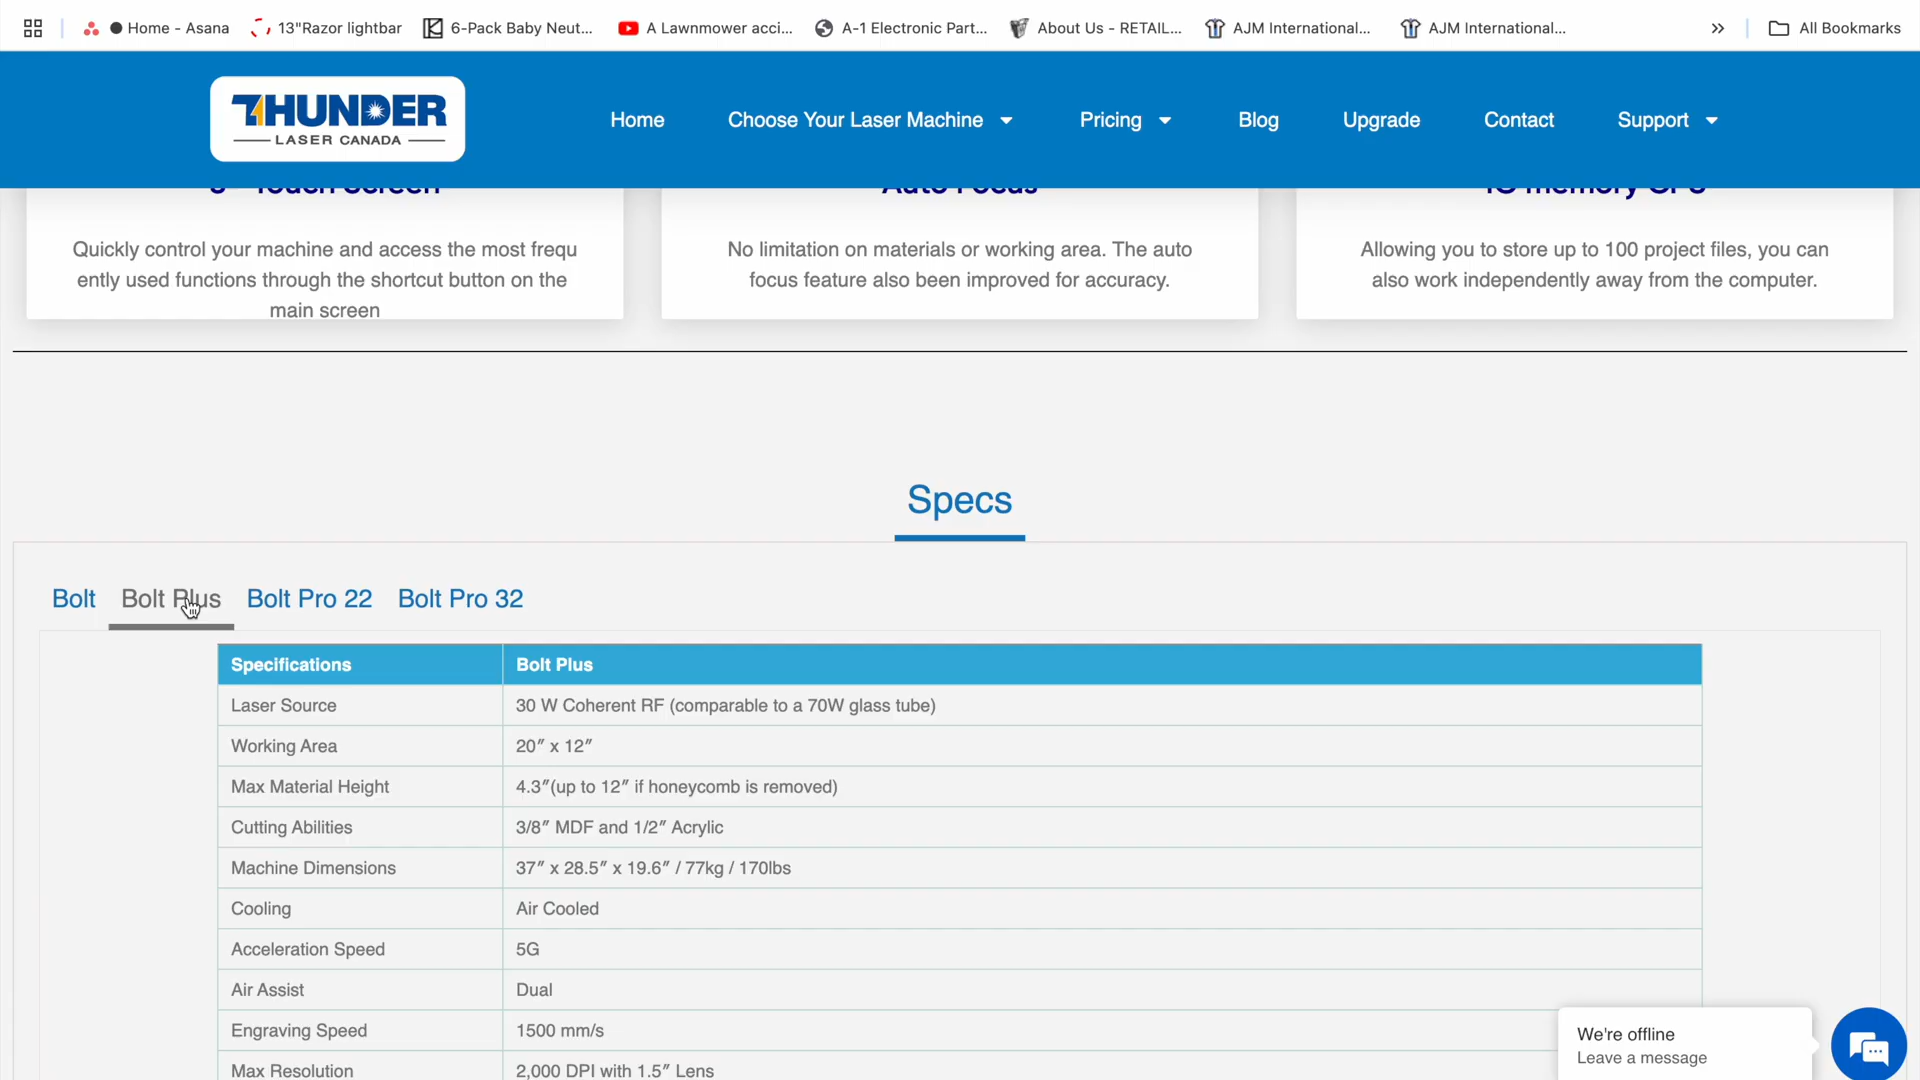 Home - Asana
13"Razor lightbar
6-Pack Baby Neut...
A Lawnmower acci...
A-1 Electronic Part...
About Us - RETAIL...
AJM International...
AJM International...
All Bookmarks
THUNDER
LASER CANADA
Home
Choose Your Laser Machine
Pricing
Blog
Upgrade
Contact
Support
Touch Screen
Auto Focus
Quickly control your machine and access the most frequ
ently used functions through the shortcut button on the
main screen
No limitation on materials or working area. The auto
focus feature also been improved for accuracy.
Allowing you to store up to 100 project files, you can
also work independently away from the computer.
Specs
Bolt Bolt Plus Bolt Pro 22 Bolt Pro 32
Specifications Bolt Plus
Laser Source 30 W Coherent RF (comparable to a 70W glass tube)
Working Area 20″ x 12″
Max Material Height 4.3″(up to 12″ if honeycomb is removed)
Cutting Abilities 3/8″ MDF and 1/2″ Acrylic
Machine Dimensions 37″ x 28.5″ x 19.6″ / 77kg / 170lbs
Cooling Air Cooled
Acceleration Speed 5G
Air Assist Dual
Engraving Speed 1500 mm/s
Max Resolution 2,000 DPI with 1.5″ Lens
We're offline
Leave a message